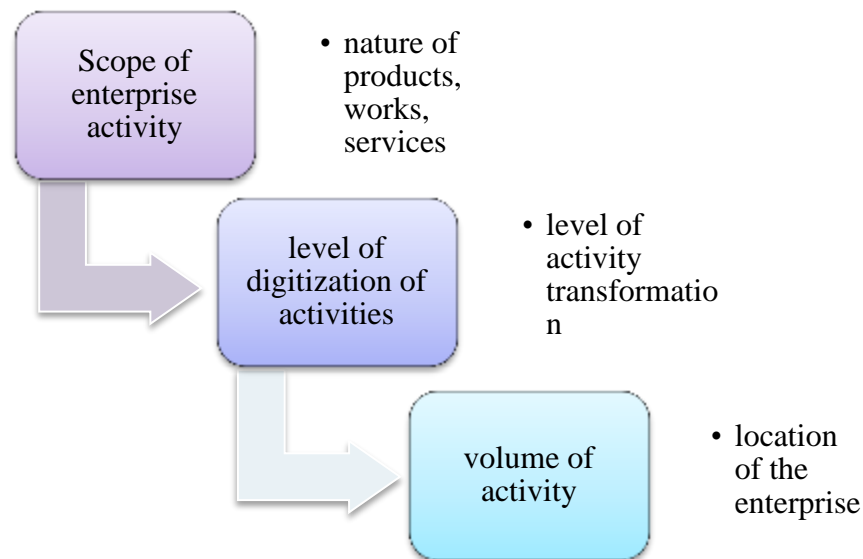 Scope of
enterprise
activity
• nature of
products,
works,
services
level of
digitization of
activities
• level of
activity
transformatio
n
volume of
activity
• location
of the
enterprise